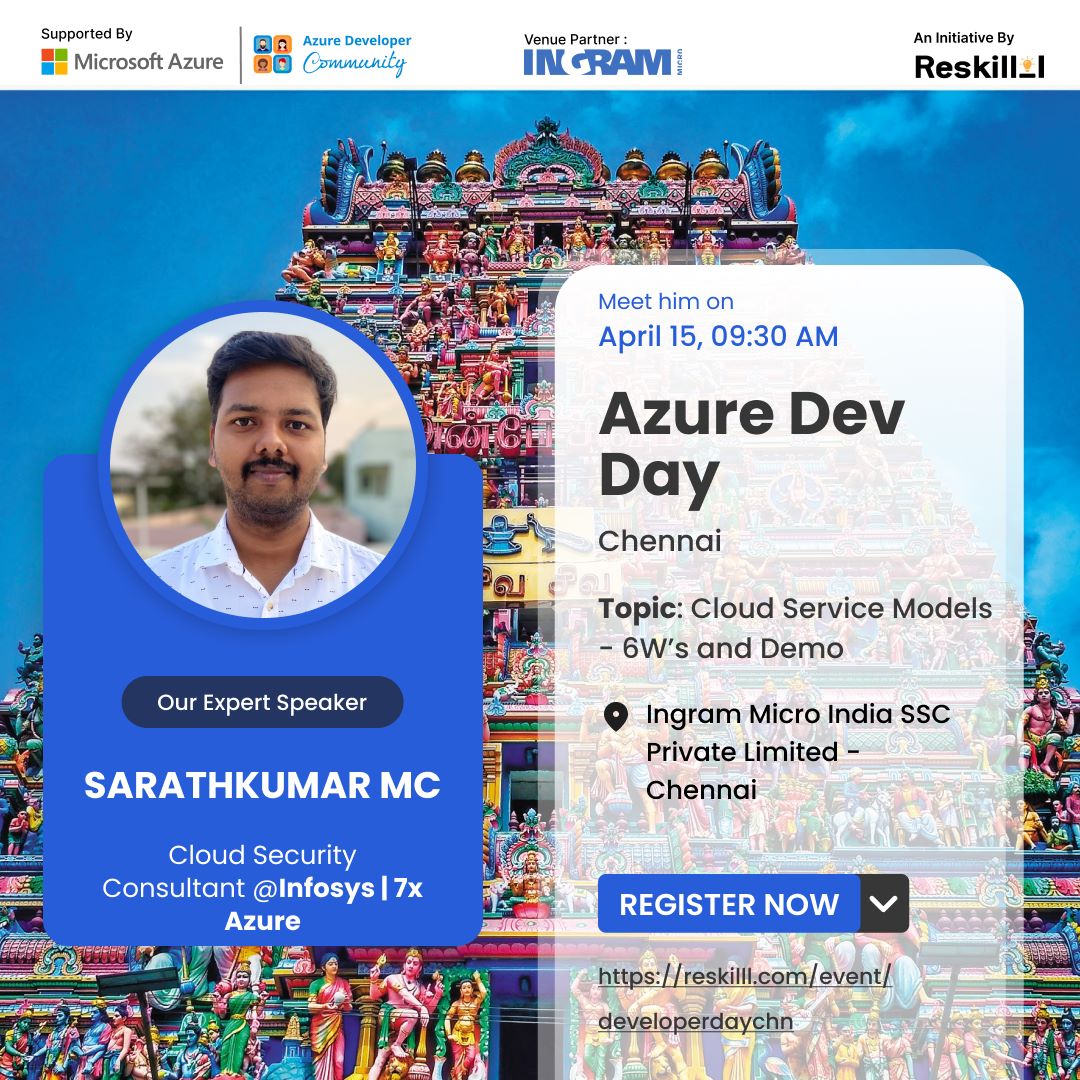 Supported By
Microsoft Azure
Azure Developer
Community
Venue Partner :
INGRAM MICRO
An Initiative By
Reskilll
Meet him on
April 15, 09:30 AM
Azure Dev
Day
Chennai
Topic: Cloud Service Models
- 6W's and Demo
Ingram Micro India SSC
Private Limited -
Chennai
REGISTER NOW
https://reskilll.com/event/
developerdaychn
Our Expert Speaker
SARATHKUMAR MC
Cloud Security
Consultant @Infosys | 7x
Azure